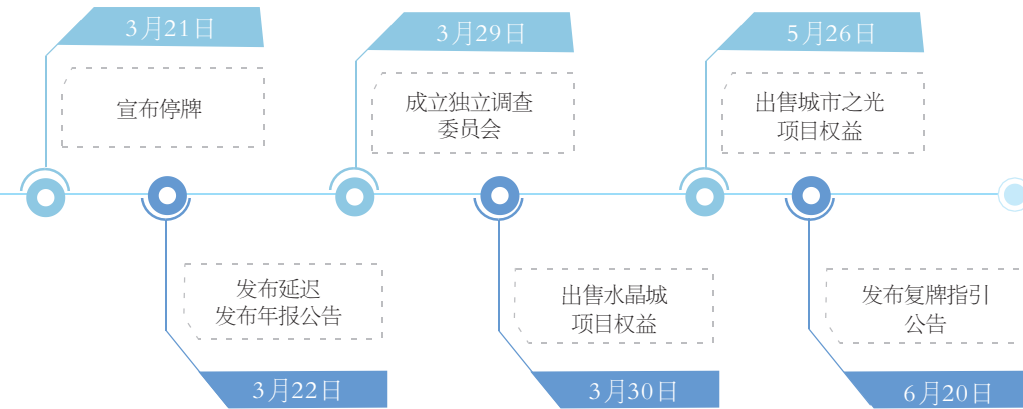 3月21日
宣布停牌
3月29日
成立独立调查
委员会
5月26日
出售城市之光
项目权益
发布延迟
发布年报公告
3月22日
出售水晶城
项目权益
3月30日
发布复牌指引
公告
6月20日